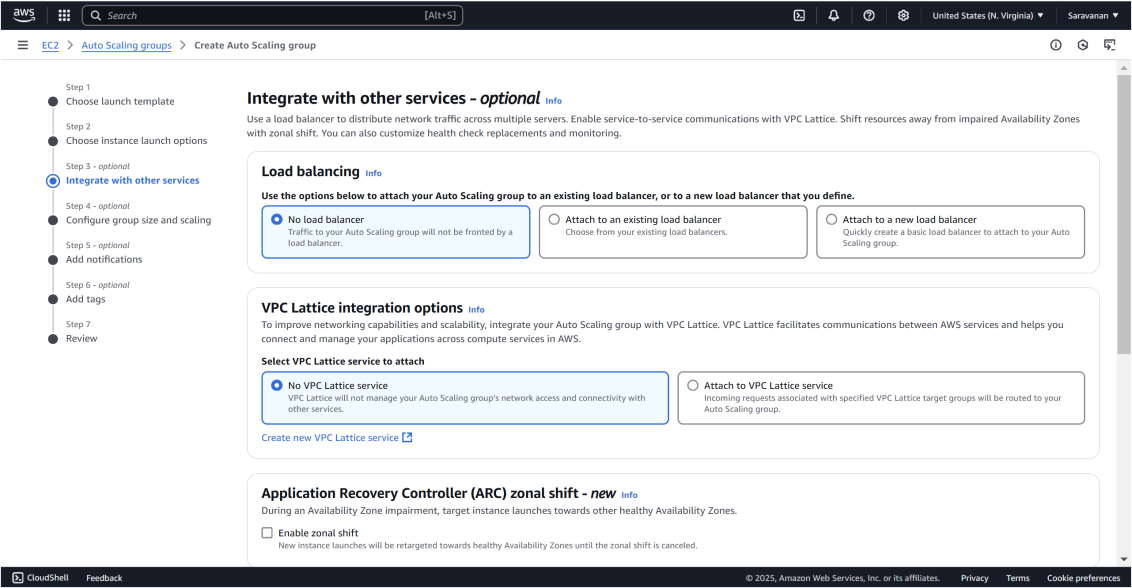 aws
Search [Alt+S]
United States (N. Virginia) ▼
Saravanan ▼
EC2 > Auto Scaling groups > Create Auto Scaling group
Step 1
Choose launch template
Step 2
Choose instance launch options
Step 3 - optional
Integrate with other services
Step 4 - optional
Configure group size and scaling
Step 5 - optional
Add notifications
Step 6 - optional
Add tags
Step 7
Review
Integrate with other services - optional Info
Use a load balancer to distribute network traffic across multiple servers. Enable service-to-service communications with VPC Lattice. Shift resources away from impaired Availability Zones
with zonal shift. You can also customize health check replacements and monitoring.
Load balancing Info
Use the options below to attach your Auto Scaling group to an existing load balancer, or to a new load balancer that you define.
No load balancer
Traffic to your Auto Scaling group will not be fronted by a
load balancer.
Attach to an existing load balancer
Choose from your existing load balancers.
Attach to a new load balancer
Quickly create a basic load balancer to attach to your Auto
Scaling group.
VPC Lattice integration options Info
To improve networking capabilities and scalability, integrate your Auto Scaling group with VPC Lattice. VPC Lattice facilitates communications between AWS services and helps you
connect and manage your applications across compute services in AWS.
Select VPC Lattice service to attach
No VPC Lattice service
VPC Lattice will not manage your Auto Scaling group's network access and connectivity with
other services.
Attach to VPC Lattice service
Incoming requests associated with specified VPC Lattice target groups will be routed to your
Auto Scaling group.
Create new VPC Lattice service
Application Recovery Controller (ARC) zonal shift - new Info
During an Availability Zone impairment, target instance launches towards other healthy Availability Zones.
Enable zonal shift
New instance launches will be retargeted towards healthy Availability Zones until the zonal shift is canceled.
CloudShell Feedback
© 2025, Amazon Web Services, Inc. or its affiliates. Privacy Terms Cookie preferences